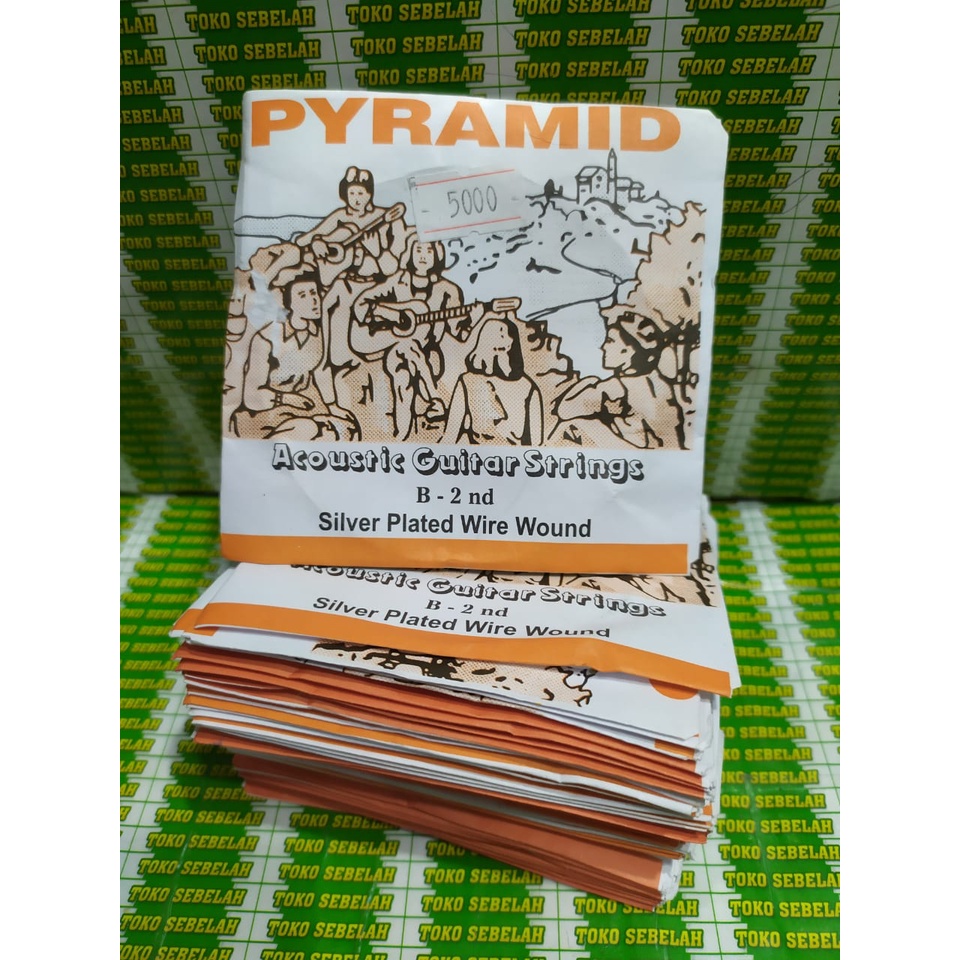 PYRAMID
5000
Acoustic Guitar Strings
B - 2 nd
Silver Plated Wire Wound
Acoustic Guitar Strings
B - 2 nd
Silver Plated Wire Wound
TOKO SEBELAH